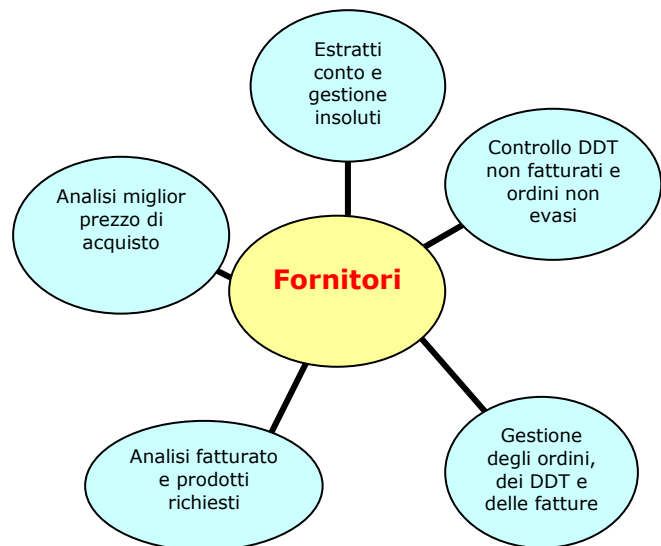 Estratti
conto e
gestione
insoluti
Controllo DDT
non fatturati e
ordini non
evasi
Analisi miglior
prezzo di
acquisto
Fornitori
Analisi fatturato
e prodotti
richiesti
Gestione
degli ordini,
dei DDT e
delle fatture